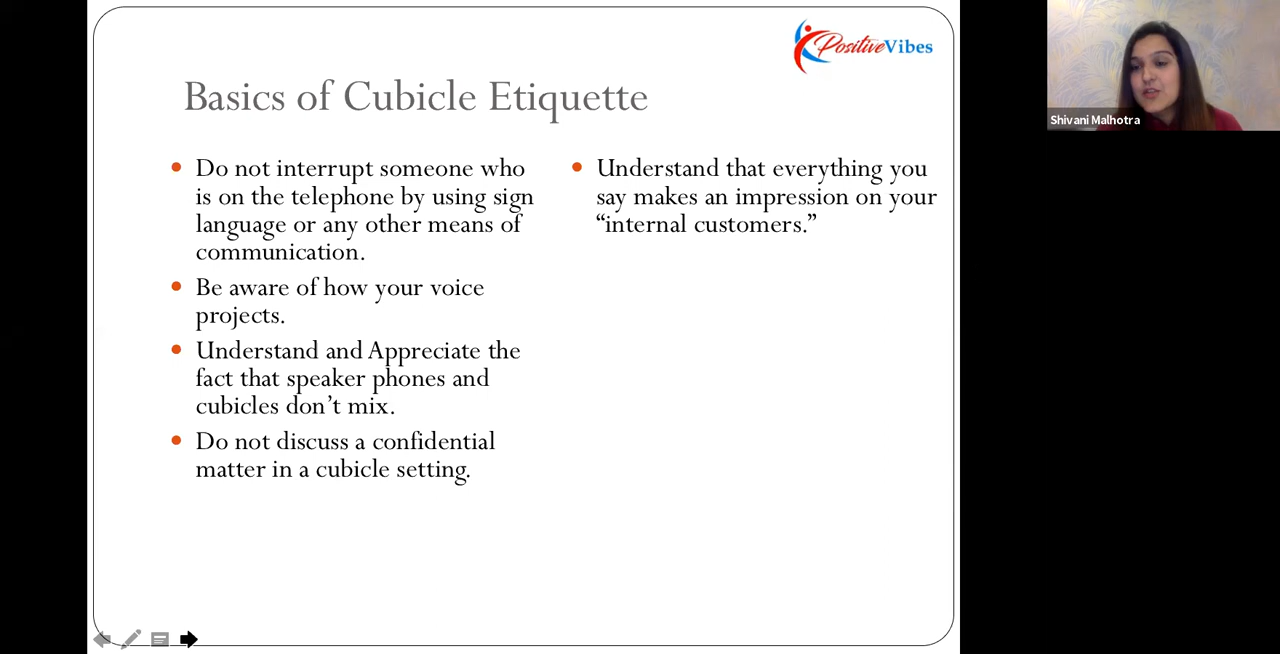 PositiveVibes
Basics of Cubicle Etiquette
Do not interrupt someone who
is on the telephone by using sign
language or any other means of
communication.
Be aware of how your voice
projects.
Understand and Appreciate the
fact that speaker phones and
cubicles don’t mix.
Do not discuss a confidential
matter in a cubicle setting.
Understand that everything you
say makes an impression on your
“internal customers.”
Shivani Malhotra